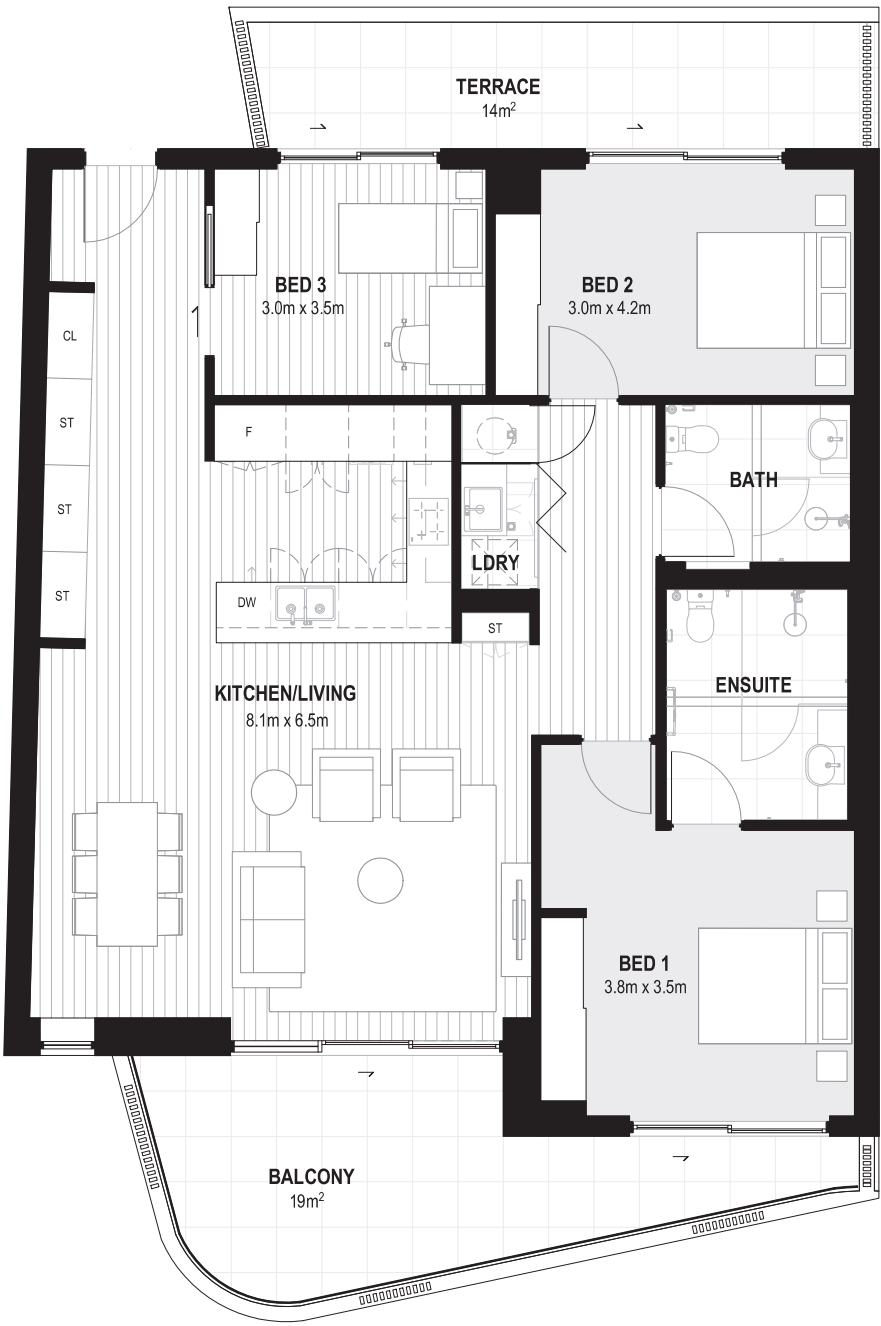 TERRACE
14m²
BED 3
3.0m x 3.5m
BED 2
3.0m x 4.2m
CL
ST
ST
ST
F
BATH
LDRY
DW
ST
KITCHEN/LIVING
8.1m x 6.5m
ENSUITE
BED 1
3.8m x 3.5m
BALCONY
19m²